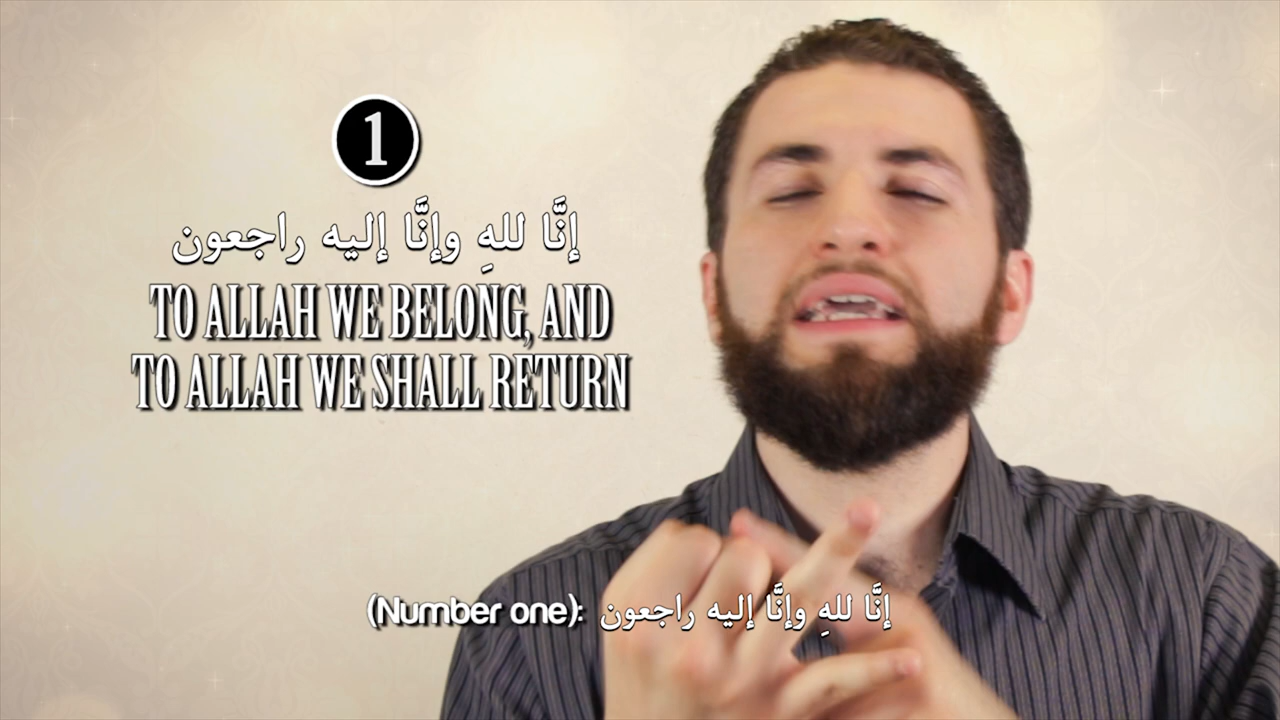 1
إنَّا للهِ وإنَّا إليه راجعون
TO ALLAH WE BELONG, AND
TO ALLAH WE SHALL RETURN
(Number one): إنَّا للهِ وإنَّا إليه راجعون